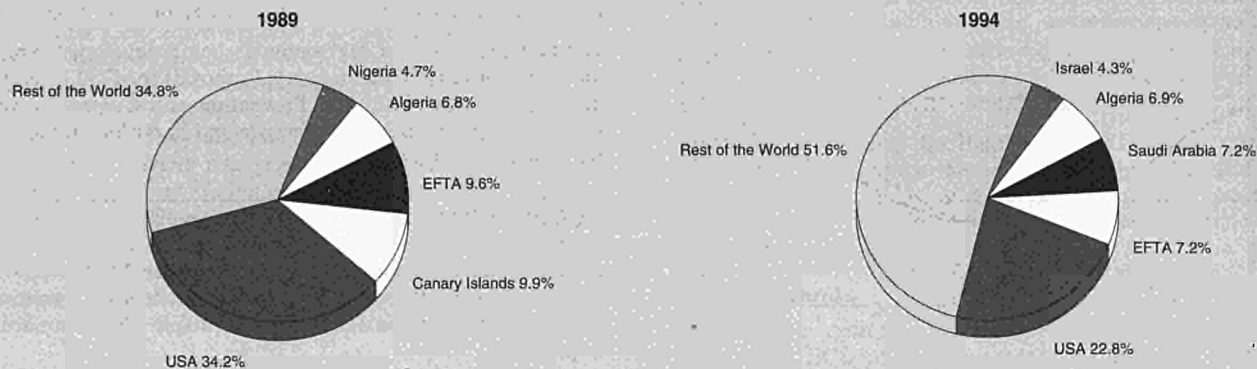 1989
Nigeria 4.7%
Rest of the World 34.8%
Algeria 6.8%
EFTA 9.6%
Canary Islands 9.9%
USA 34.2%
1994
Israel 4.3%
Algeria 6.9%
Rest of the World 51.6%
Saudi Arabia 7.2%
EFTA 7.2%
USA 22.8%